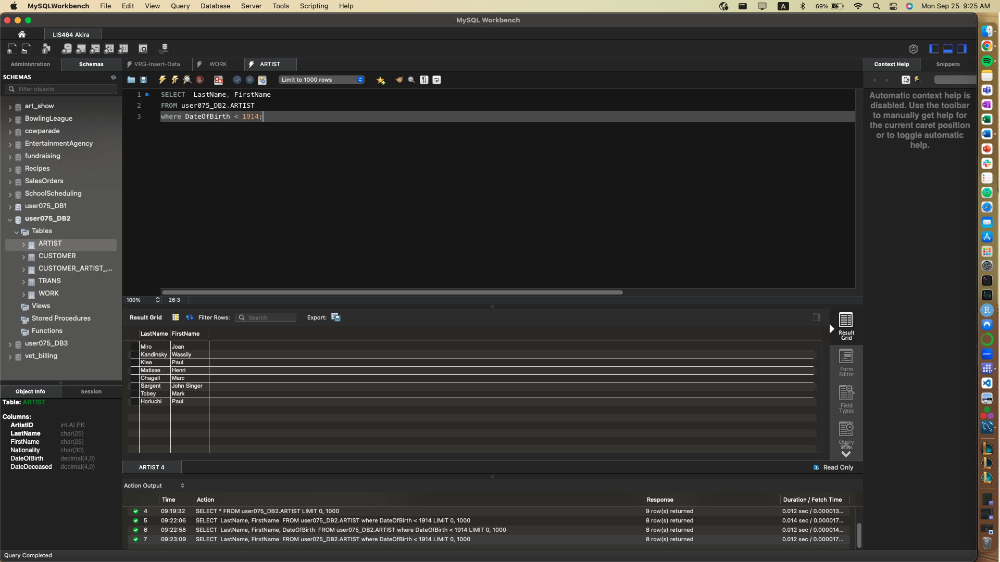 MySQLWorkbench File Edit View Query Database Server Tools Scripting Help A 69% Mon Sep 25 9:25 AM
MySQL Workbench
LIS464 Akira
Administration Schemas VRG-Insert-Data WORK ARTIST Context Help Snippets
SCHEMAS
Limit to 1000 rows
Filter objects
art_show
BowlingLeague
cowparade
EntertainmentAgency
fundraising
Recipes
SalesOrders
SchoolScheduling
user075_DB1
user075_DB2
Tables
ARTIST
CUSTOMER
CUSTOMER_ARTIST_...
TRANS
WORK
Views
Stored Procedures
Functions
user075_DB3
vet_billing
1 SELECT  LastName, FirstName
2 FROM user075_DB2.ARTIST
3 where DateOfBirth < 1914;
Automatic context help is
disabled. Use the toolbar
to manually get help for
the current caret position
or to toggle automatic
help.
100% 26:3
Result Grid Filter Rows: Search Export:
LastName FirstName
Miro Joan
Kandinsky Wassily
Klee Paul
Matisse Henri
Chagall Marc
Sargent John Singer
Tobey Mark
Horiuchi Paul
Result
Grid
Form
Editor
Field
Types
Query
Stats
Object Info Session
Table: ARTIST
Columns:
ArtistID int AI PK
LastName char(25)
FirstName char(25)
Nationality char(30)
DateOfBirth decimal(4,0)
DateDeceased decimal(4,0)
ARTIST 4 Read Only
Action Output
Time Action Response Duration / Fetch Time
4 09:19:32 SELECT * FROM user075_DB2.ARTIST LIMIT 0, 1000 9 row(s) returned 0.012 sec / 0.000013...
5 09:22:06 SELECT  LastName, FirstName  FROM user075_DB2.ARTIST where DateOfBirth < 1914 LIMIT 0, 1000 8 row(s) returned 0.014 sec / 0.000017...
6 09:22:58 SELECT  LastName, FirstName, DateOfBirth  FROM user075_DB2.ARTIST where DateOfBirth < 1914 LIMIT 0, 1000 8 row(s) returned 0.012 sec / 0.000014...
7 09:23:09 SELECT  LastName, FirstName  FROM user075_DB2.ARTIST where DateOfBirth < 1914 LIMIT 0, 1000 8 row(s) returned 0.012 sec / 0.000017...
Query Completed
zoom
R
17